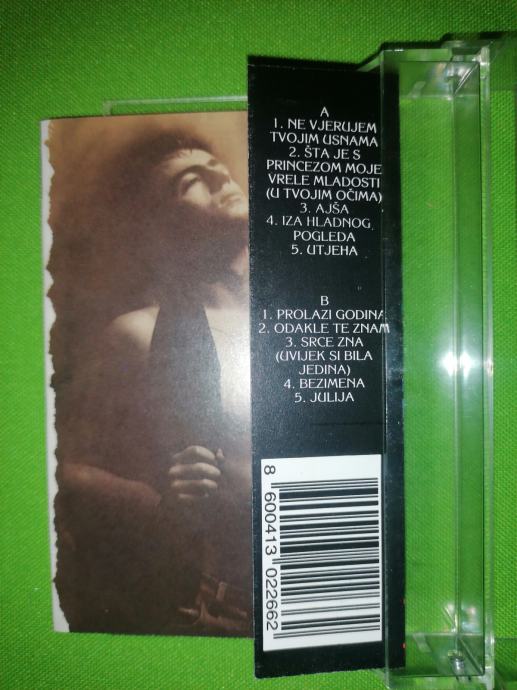 A
1. NE VJERUJEM
TVOJIM USNAMA
2. ŠTA JE S
PRINCEZOM MOJE
VRELE MLADOSTI
(U TVOJIM OČIMA)
3. AJŠA
4. IZA HLADNOG
POGLEDA
5. UTJEHA
B
1. PROLAZI GODINA
2. ODAKLE TE ZNAM
3. SRCE ZNA
(UVIJEK SI BILA
JEDINA)
4. BEZIMENA
5. JULIJA
8 600413 022662